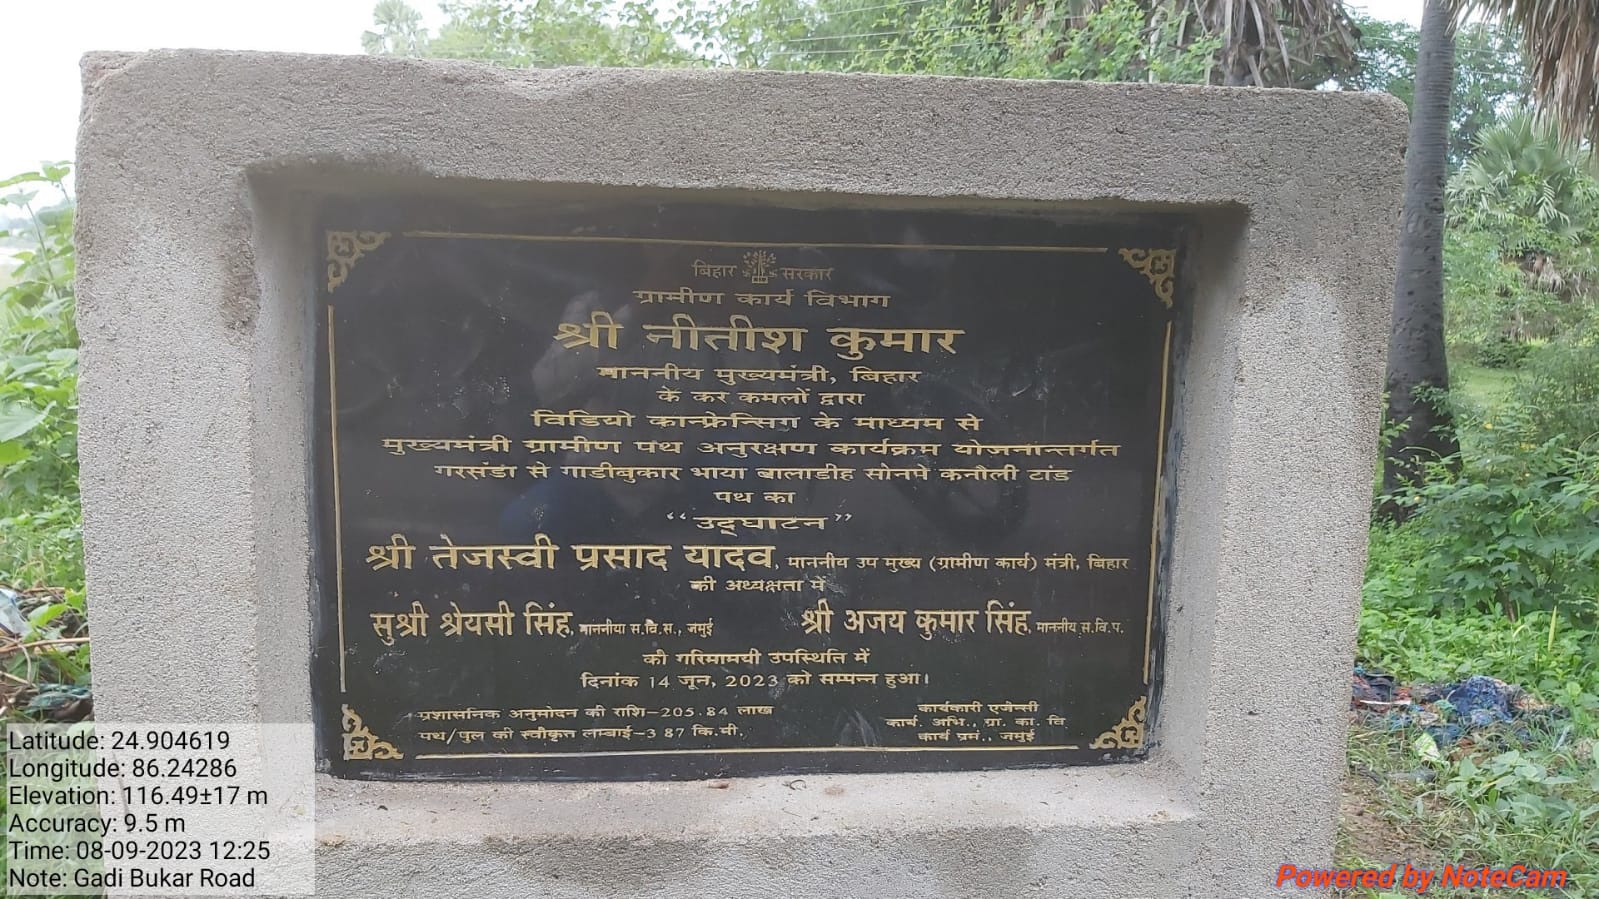 बिहार सरकार
ग्रामीण कार्य विभाग
श्री नीतीश कुमार
माननीय मुख्यमंत्री, बिहार
के कर कमलों द्वारा
विडियो कान्फ्रेन्सिग के माध्यम से
मुख्यमंत्री ग्रामीण पथ अनुरक्षण कार्यक्रम योजनान्तर्गत
गरसंडा से गाडीबुकार भाया बालाडीह सोनमे कनौली टांड
पथ का
“उद्घाटन”
श्री तेजस्वी प्रसाद यादव, माननीय उप मुख्य (ग्रामीण कार्य) मंत्री, बिहार
की अध्यक्षता में
सुश्री श्रेयसी सिंह, माननीया स.वि.स., जमुई श्री अजय कुमार सिंह, माननीय स.वि.प.
की गरिमामयी उपस्थिति में
दिनांक 14 जून, 2023 को सम्पन्न हुआ।
प्रशासनिक अनुमोदन की राशि-205.84 लाख
पथ/पुल की स्वीकृत लम्बाई-3.87 कि.मी.
कार्यकारी एजेन्सी
कार्य. अभि., ग्रा. का. वि.
कार्य प्रमं., जमुई
Latitude: 24.904619
Longitude: 86.24286
Elevation: 116.49±17 m
Accuracy: 9.5 m
Time: 08-09-2023 12:25
Note: Gadi Bukar Road
Powered by NoteCam